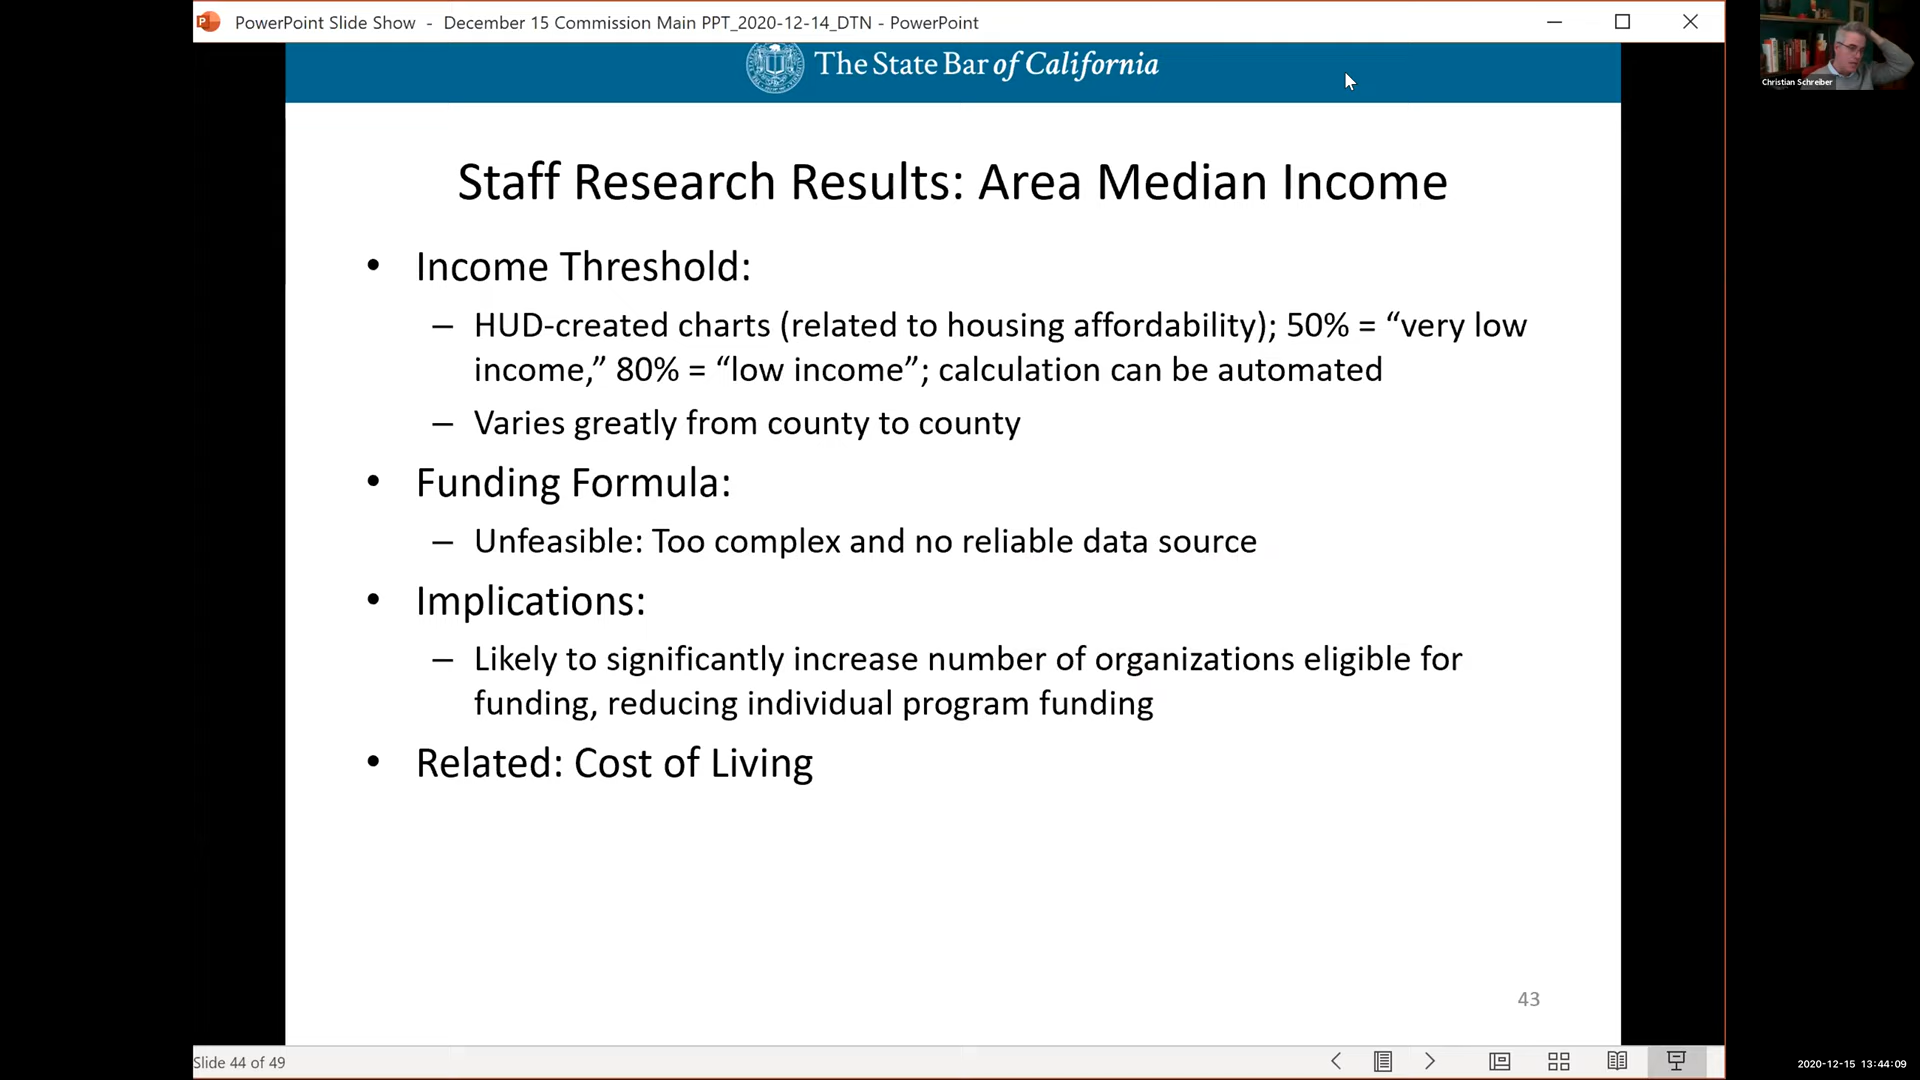 PowerPoint Slide Show - December 15 Commission Main PPT_2020-12-14_DTN - PowerPoint
The State Bar of California
Christian Schreiber
Staff Research Results: Area Median Income
• Income Threshold:
– HUD-created charts (related to housing affordability); 50% = “very low
income,” 80% = “low income”; calculation can be automated
– Varies greatly from county to county
• Funding Formula:
– Unfeasible: Too complex and no reliable data source
• Implications:
– Likely to significantly increase number of organizations eligible for
funding, reducing individual program funding
• Related: Cost of Living
43
Slide 44 of 49
2020-12-15 13:44:09